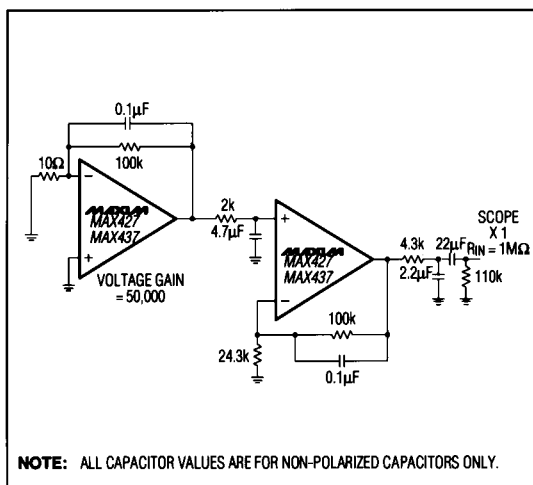 0.1µF
100k
10Ω
−
MAXIM
MAX427
MAX437
+
VOLTAGE GAIN
= 50,000
2k
4.7µF
+
MAXIM
MAX427
MAX437
−
24.3k
100k
0.1µF
4.3k
2.2µF
22µF
SCOPE
X 1
RIN = 1MΩ
110k
NOTE: ALL CAPACITOR VALUES ARE FOR NON-POLARIZED CAPACITORS ONLY.